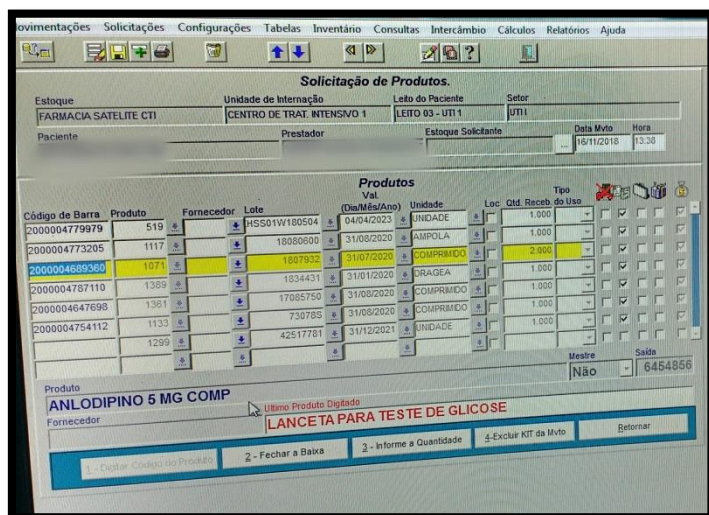 ovimentações Solicitações Configurações Tabelas Inventário Consultas Intercâmbio Cálculos Relatórios Ajuda
Solicitação de Produtos.
Estoque Unidade de Internação Leito do Paciente Setor
FARMACIA SATELITE CTI CENTRO DE TRAT. INTENSIVO 1 LEITO 03 - UTI 1 UTI I
Paciente Prestador Estoque Solicitante Data Mvto Hora
... 16/11/2018 13:38
Produtos
Código de Barra Produto Fornecedor Lote Val. (Dia/Mês/Ano) Unidade Loc Qtd. Receb. Tipo do Uso
2000004779979 519 HSS01W180504 04/04/2023 UNIDADE 1.000
2000004773205 1117 18080600 31/08/2020 AMPOLA 1.000
2000004689360 1071 1807932 31/07/2020 COMPRIMIDO 2.000
2000004787110 1389 1834431 31/01/2020 DRAGEA 1.000
2000004647698 1361 17085750 31/08/2020 COMPRIMIDO 1.000
2000004754112 1133 73078S 31/08/2020 COMPRIMIDO 1.000
1299 42517781 31/12/2021 UNIDADE 1.000
Mestre Saída
Produto Não 6454856
ANLODIPINO 5 MG COMP
Fornecedor Ultimo Produto Digitado
LANCETA PARA TESTE DE GLICOSE
1 - Digitar Código do Produto 2 - Fechar a Baixa 3 - Informe a Quantidade 4-Excluir KIT da Mvto Retornar